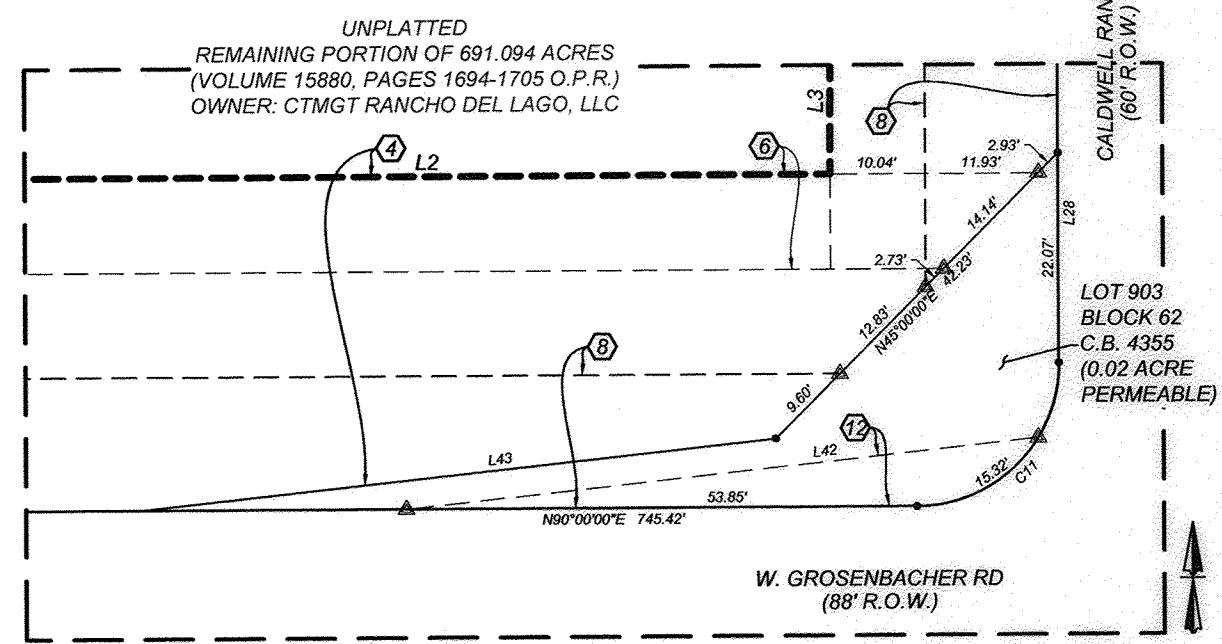 UNPLATTED
REMAINING PORTION OF 691.094 ACRES
(VOLUME 15880, PAGES 1694-1705 O.P.R.)
OWNER: CTMGT RANCHO DEL LAGO, LLC
CALDWELL RAN
(60' R.O.W.)
L3
8
4
L2
6
10.04'
11.93'
2.93'
14.14'
L28
22.07'
2.73'
N45°00'00"E 42.23'
12.83'
LOT 903
BLOCK 62
C.B. 4355
(0.02 ACRE
PERMEABLE)
8
9.60'
12
L43
L42
15.32'
C11
53.85'
N90°00'00"E 745.42'
W. GROSENBACHER RD
(88' R.O.W.)